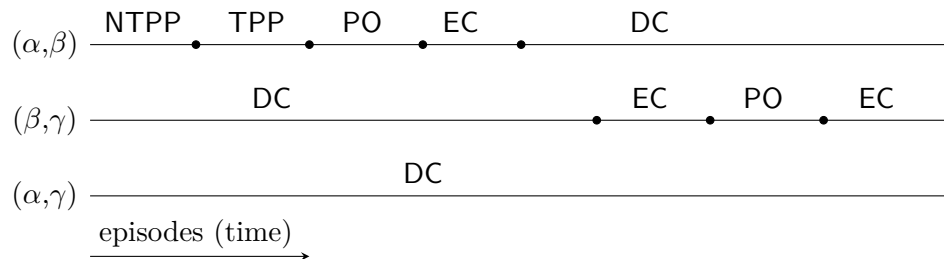 NTPP TPP PO EC DC
(α,β)
DC EC PO EC
(β,γ)
DC
(α,γ)
episodes (time)